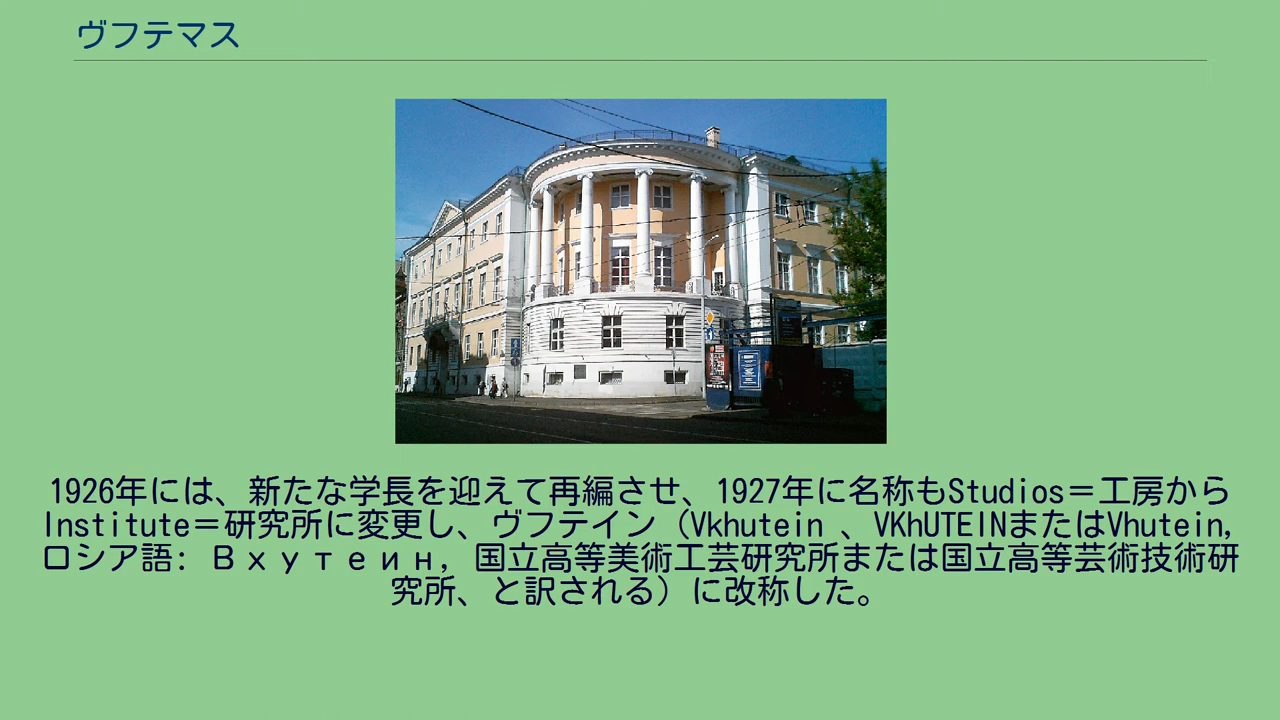 ヴフテマス
1926年には、新たな学長を迎えて再編させ、1927年に名称もStudios＝工房から
Institute＝研究所に変更し、ヴフテイン（Vkhutein 、VKhUTEINまたはVhutein,
ロシア語: Ｂｘｙｔｅин, 国立高等美術工芸研究所または国立高等芸術技術研
究所、と訳される）に改称した。